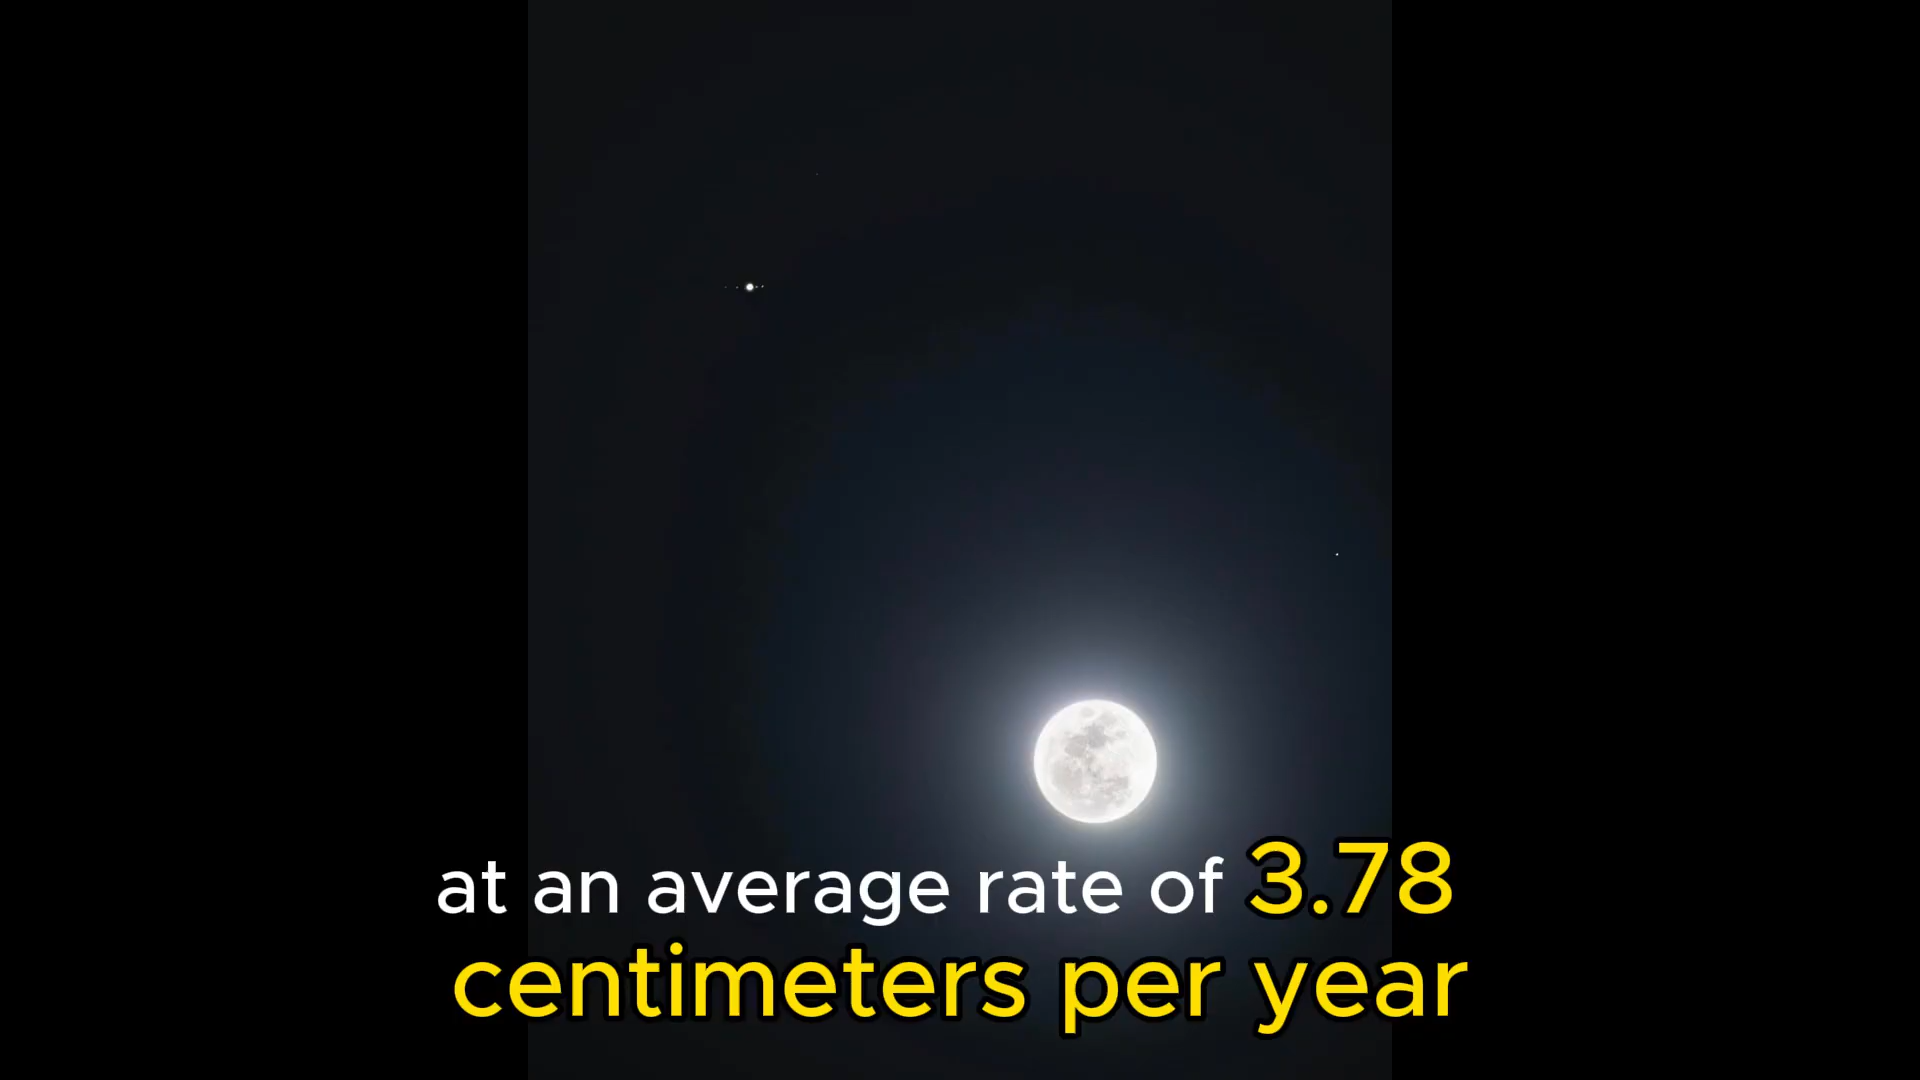 at an average rate of 3.78
centimeters per year